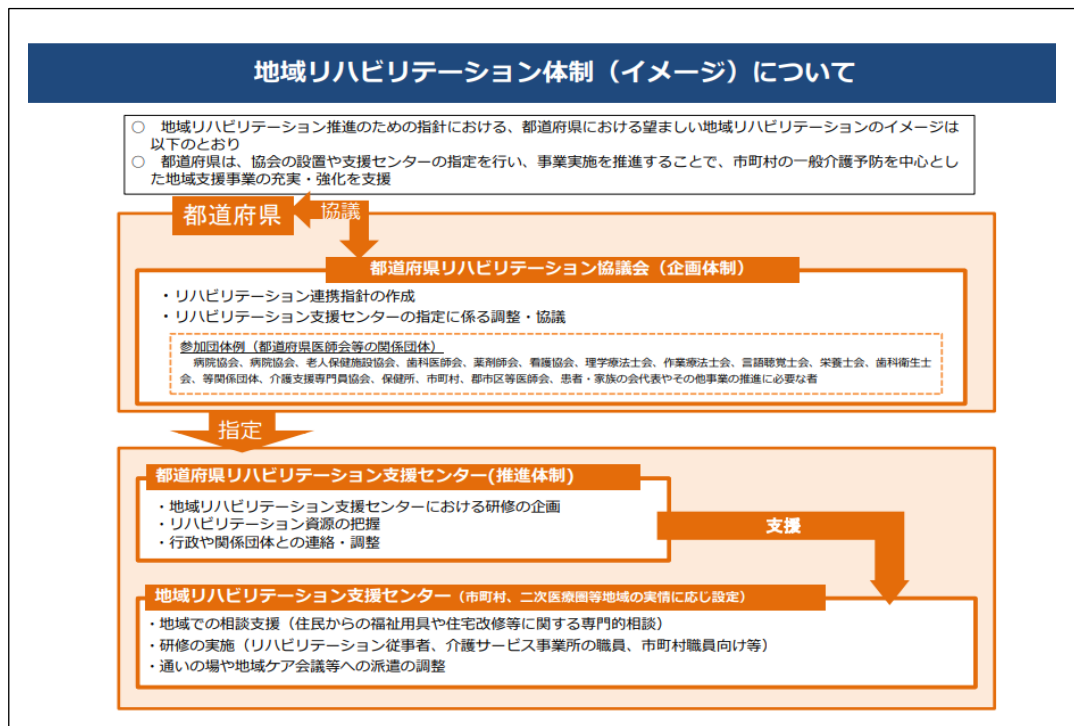 地域リハビリテーション体制（イメージ）について
○　地域リハビリテーション推進のための指針における、都道府県における望ましい地域リハビリテーションのイメージは
以下のとおり
○　都道府県は、協会の設置や支援センターの指定を行い、事業実施を推進することで、市町村の一般介護予防を中心とし
た地域支援事業の充実・強化を支援
都道府県
協議
都道府県リハビリテーション協議会（企画体制）
・リハビリテーション連携指針の作成
・リハビリテーション支援センターの指定に係る調整・協議
参加団体例（都道府県医師会等の関係団体）
病院協会、病院協会、老人保健施設協会、歯科医師会、薬剤師会、看護協会、理学療法士会、作業療法士会、言語聴覚士会、栄養士会、歯科衛生士
会、等関係団体、介護支援専門員協会、保健所、市町村、郡市区等医師会、患者・家族の会代表やその他事業の推進に必要な者
指定
都道府県リハビリテーション支援センター(推進体制)
・地域リハビリテーション支援センターにおける研修の企画
・リハビリテーション資源の把握
・行政や関係団体との連絡・調整
支援
地域リハビリテーション支援センター（市町村、二次医療圏等地域の実情に応じ設定）
・地域での相談支援（住民からの福祉用具や住宅改修等に関する専門的相談）
・研修の実施（リハビリテーション従事者、介護サービス事業所の職員、市町村職員向け等）
・通いの場や地域ケア会議等への派遣の調整